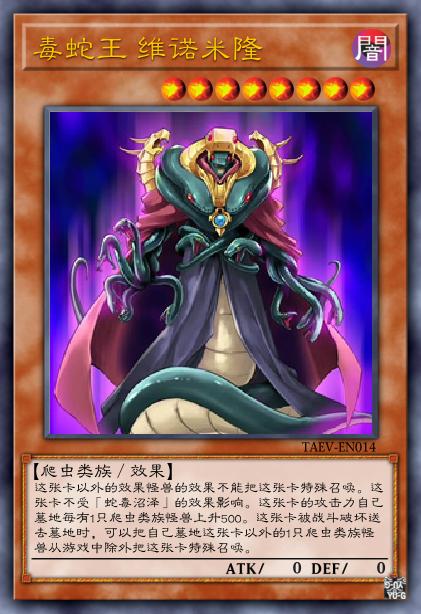 毒蛇王 维诺米隆
闇
TAEV-EN014
【爬虫类族／效果】
这张卡以外的效果怪兽的效果不能把这张卡特殊召唤。这
张卡不受「蛇毒沼泽」的效果影响。这张卡的攻击力自己
墓地每有1只爬虫类族怪兽上升500。这张卡被战斗破坏送
去墓地时，可以把自己墓地这张卡以外的1只爬虫类族怪
兽从游戏中除外把这张卡特殊召唤。
ATK/ 0 DEF/ 0